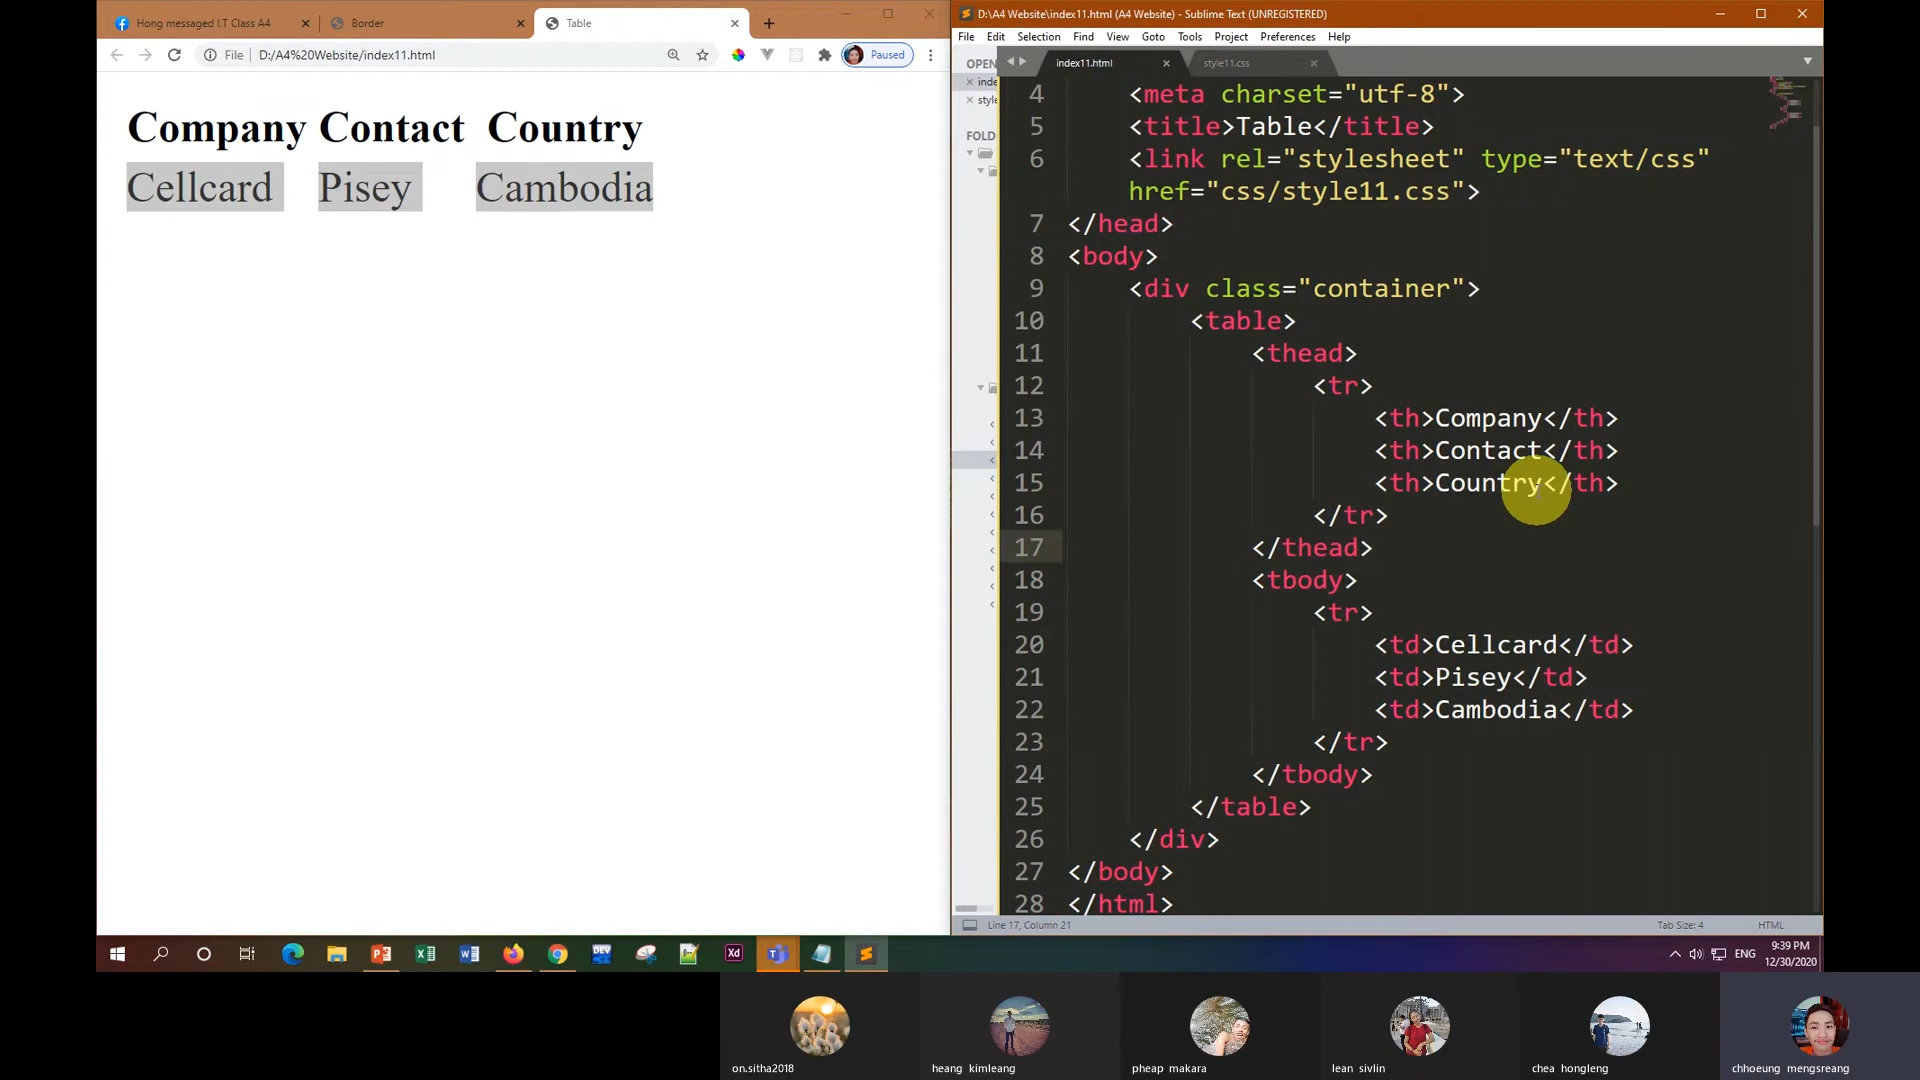 Hong messaged I.T Class A4
Border
Table
File
D:/A4%20Website/index11.html
Paused
Company Contact Country
Cellcard Pisey Cambodia
D:\A4 Website\index11.html (A4 Website) - Sublime Text (UNREGISTERED)
File Edit Selection Find View Goto Tools Project Preferences Help
OPEN
index11.html
style11.css
inde
style
FOLD
4 <meta charset="utf-8">
5 <title>Table</title>
6 <link rel="stylesheet" type="text/css"
href="css/style11.css">
7 </head>
8 <body>
9 <div class="container">
10 <table>
11 <thead>
12 <tr>
13 <th>Company</th>
14 <th>Contact</th>
15 <th>Country</th>
16 </tr>
17 </thead>
18 <tbody>
19 <tr>
20 <td>Cellcard</td>
21 <td>Pisey</td>
22 <td>Cambodia</td>
23 </tr>
24 </tbody>
25 </table>
26 </div>
27 </body>
28 </html>
Line 17, Column 21
Tab Size: 4
HTML
DEV
Xd
ENG
9:39 PM
12/30/2020
on.sitha2018
heang kimleang
pheap makara
lean sivlin
chea hongleng
chhoeung mengsreang